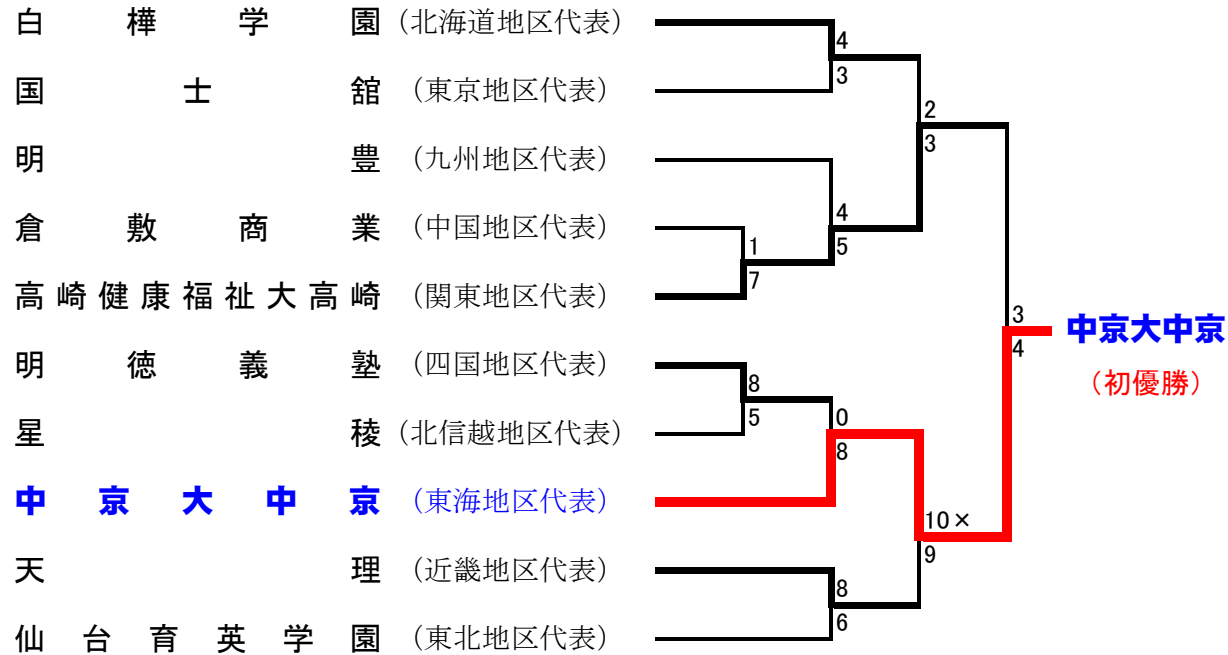 白樺学園（北海道地区代表）
4
国士舘（東京地区代表）
3
2
明豊（九州地区代表）
3
4
倉敷商業（中国地区代表）
1
5
7
高崎健康福祉大高崎（関東地区代表）
3
中京大中京
4
明徳義塾（四国地区代表）
8
（初優勝）
5
0
星稜（北信越地区代表）
8
中京大中京（東海地区代表）
10×
9
天理（近畿地区代表）
8
6
仙台育英学園（東北地区代表）